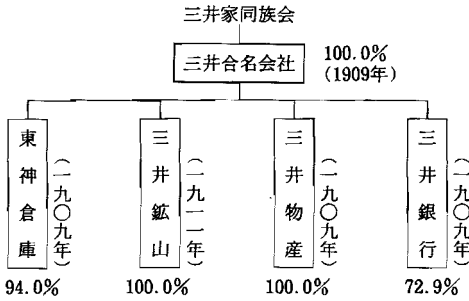 三井家同族会
三井合名会社
100.0%
(1909年)
東神倉庫
(一九〇九年)
三井鉱山
(一九一一年)
三井物産
(一九〇九年)
三井銀行
(一九〇九年)
94.0%
100.0%
100.0%
72.9%